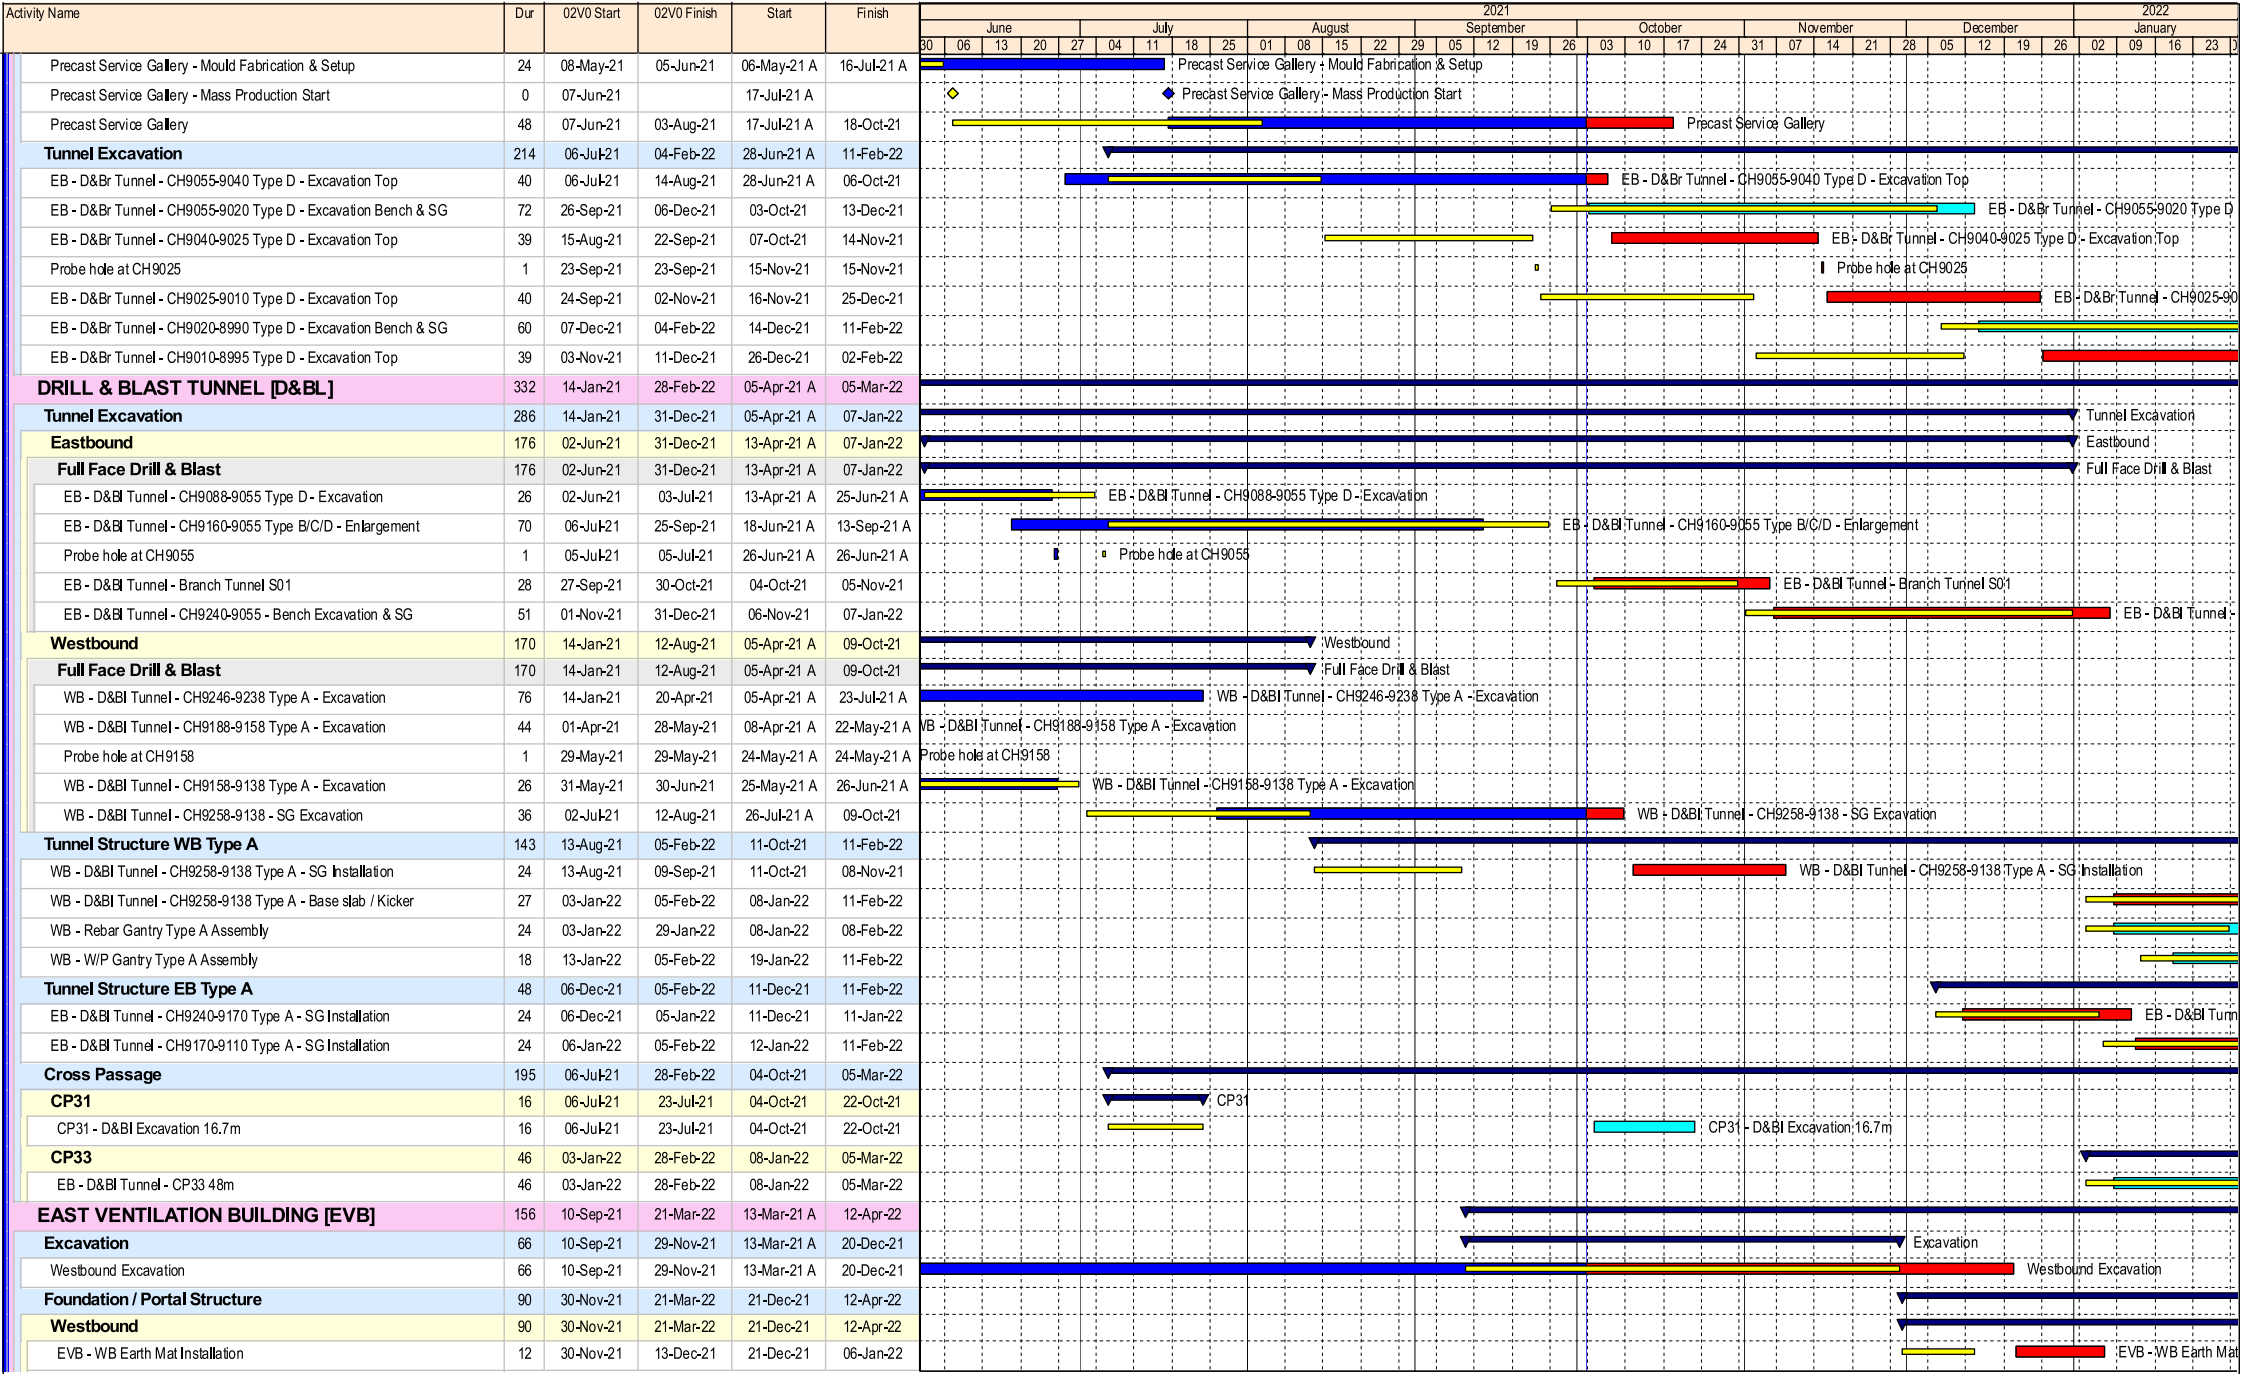 Activity Name Dur 02V0 Start 02V0 Finish Start Finish 2021 2022
June July August September October November December January
30 06 13 20 27 04 11 18 25 01 08 15 22 29 05 12 19 26 03 10 17 24 31 07 14 21 28 05 12 19 26 02 09 16 23
Precast Service Gallery - Mould Fabrication & Setup 24 08-May-21 05-Jun-21 06-May-21 A 16-Jul-21 A Precast Service Gallery - Mould Fabrication & Setup
Precast Service Gallery - Mass Production Start 0 07-Jun-21 17-Jul-21 A Precast Service Gallery - Mass Production Start
Precast Service Gallery 48 07-Jun-21 03-Aug-21 17-Jul-21 A 18-Oct-21 Precast Service Gallery
Tunnel Excavation 214 06-Jul-21 04-Feb-22 28-Jun-21 A 11-Feb-22
EB - D&Br Tunnel - CH9055-9040 Type D - Excavation Top 40 06-Jul-21 14-Aug-21 28-Jun-21 A 06-Oct-21 EB - D&Br Tunnel - CH9055-9040 Type D - Excavation Top
EB - D&Br Tunnel - CH9055-9020 Type D - Excavation Bench & SG 72 26-Sep-21 06-Dec-21 03-Oct-21 13-Dec-21 EB - D&Br Tunnel - CH9055-9020 Type D
EB - D&Br Tunnel - CH9040-9025 Type D - Excavation Top 39 15-Aug-21 22-Sep-21 07-Oct-21 14-Nov-21 EB - D&Br Tunnel - CH9040-9025 Type D - Excavation Top
Probe hole at CH9025 1 23-Sep-21 23-Sep-21 15-Nov-21 15-Nov-21 Probe hole at CH9025
EB - D&Br Tunnel - CH9025-9010 Type D - Excavation Top 40 24-Sep-21 02-Nov-21 16-Nov-21 25-Dec-21 EB - D&Br Tunnel - CH9025-90
EB - D&Br Tunnel - CH9020-8990 Type D - Excavation Bench & SG 60 07-Dec-21 04-Feb-22 14-Dec-21 11-Feb-22
EB - D&Br Tunnel - CH9010-8995 Type D - Excavation Top 39 03-Nov-21 11-Dec-21 26-Dec-21 02-Feb-22
DRILL & BLAST TUNNEL [D&BL] 332 14-Jan-21 28-Feb-22 05-Apr-21 A 05-Mar-22
Tunnel Excavation 286 14-Jan-21 31-Dec-21 05-Apr-21 A 07-Jan-22 Tunnel Excavation
Eastbound 176 02-Jun-21 31-Dec-21 13-Apr-21 A 07-Jan-22 Eastbound
Full Face Drill & Blast 176 02-Jun-21 31-Dec-21 13-Apr-21 A 07-Jan-22 Full Face Drill & Blast
EB - D&Bl Tunnel - CH9088-9055 Type D - Excavation 26 02-Jun-21 03-Jul-21 13-Apr-21 A 25-Jun-21 A EB - D&Bl Tunnel - CH9088-9055 Type D - Excavation
EB - D&Bl Tunnel - CH9160-9055 Type B/C/D - Enlargement 70 06-Jul-21 25-Sep-21 18-Jun-21 A 13-Sep-21 A EB - D&Bl Tunnel - CH9160-9055 Type B/C/D - Enlargement
Probe hole at CH9055 1 05-Jul-21 05-Jul-21 26-Jun-21 A 26-Jun-21 A Probe hole at CH9055
EB - D&Bl Tunnel - Branch Tunnel S01 28 27-Sep-21 30-Oct-21 04-Oct-21 05-Nov-21 EB - D&Bl Tunnel - Branch Tunnel S01
EB - D&Bl Tunnel - CH9240-9055 - Bench Excavation & SG 51 01-Nov-21 31-Dec-21 06-Nov-21 07-Jan-22 EB - D&Bl Tunnel -
Westbound 170 14-Jan-21 12-Aug-21 05-Apr-21 A 09-Oct-21 Westbound
Full Face Drill & Blast 170 14-Jan-21 12-Aug-21 05-Apr-21 A 09-Oct-21 Full Face Drill & Blast
WB - D&Bl Tunnel - CH9246-9238 Type A - Excavation 76 14-Jan-21 20-Apr-21 05-Apr-21 A 23-Jul-21 A WB - D&Bl Tunnel - CH9246-9238 Type A - Excavation
WB - D&Bl Tunnel - CH9188-9158 Type A - Excavation 44 01-Apr-21 28-May-21 08-Apr-21 A 22-May-21 A WB - D&Bl Tunnel - CH9188-9158 Type A - Excavation
Probe hole at CH9158 1 29-May-21 29-May-21 24-May-21 A 24-May-21 A Probe hole at CH9158
WB - D&Bl Tunnel - CH9158-9138 Type A - Excavation 26 31-May-21 30-Jun-21 25-May-21 A 26-Jun-21 A WB - D&Bl Tunnel - CH9158-9138 Type A - Excavation
WB - D&Bl Tunnel - CH9258-9138 - SG Excavation 36 02-Jul-21 12-Aug-21 26-Jul-21 A 09-Oct-21 WB - D&Bl Tunnel - CH9258-9138 - SG Excavation
Tunnel Structure WB Type A 143 13-Aug-21 05-Feb-22 11-Oct-21 11-Feb-22
WB - D&Bl Tunnel - CH9258-9138 Type A - SG Installation 24 13-Aug-21 09-Sep-21 11-Oct-21 08-Nov-21 WB - D&Bl Tunnel - CH9258-9138 Type A - SG Installation
WB - D&Bl Tunnel - CH9258-9138 Type A - Base slab / Kicker 27 03-Jan-22 05-Feb-22 08-Jan-22 11-Feb-22
WB - Rebar Gantry Type A Assembly 24 03-Jan-22 29-Jan-22 08-Jan-22 08-Feb-22
WB - W/P Gantry Type A Assembly 18 13-Jan-22 05-Feb-22 19-Jan-22 11-Feb-22
Tunnel Structure EB Type A 48 06-Dec-21 05-Feb-22 11-Dec-21 11-Feb-22
EB - D&Bl Tunnel - CH9240-9170 Type A - SG Installation 24 06-Dec-21 05-Jan-22 11-Dec-21 11-Jan-22 EB - D&Bl Tunn
EB - D&Bl Tunnel - CH9170-9110 Type A - SG Installation 24 06-Jan-22 05-Feb-22 12-Jan-22 11-Feb-22
Cross Passage 195 06-Jul-21 28-Feb-22 04-Oct-21 05-Mar-22
CP31 16 06-Jul-21 23-Jul-21 04-Oct-21 22-Oct-21 CP31
CP31 - D&Bl Excavation 16.7m 16 06-Jul-21 23-Jul-21 04-Oct-21 22-Oct-21 CP31 - D&Bl Excavation 16.7m
CP33 46 03-Jan-22 28-Feb-22 08-Jan-22 05-Mar-22
EB - D&Bl Tunnel - CP33 48m 46 03-Jan-22 28-Feb-22 08-Jan-22 05-Mar-22
EAST VENTILATION BUILDING [EVB] 156 10-Sep-21 21-Mar-22 13-Mar-21 A 12-Apr-22
Excavation 66 10-Sep-21 29-Nov-21 13-Mar-21 A 20-Dec-21 Excavation
Westbound Excavation 66 10-Sep-21 29-Nov-21 13-Mar-21 A 20-Dec-21 Westbound Excavation
Foundation / Portal Structure 90 30-Nov-21 21-Mar-22 21-Dec-21 12-Apr-22
Westbound 90 30-Nov-21 21-Mar-22 21-Dec-21 12-Apr-22
EVB - WB Earth Mat Installation 12 30-Nov-21 13-Dec-21 21-Dec-21 06-Jan-22 EVB - WB Earth Mat